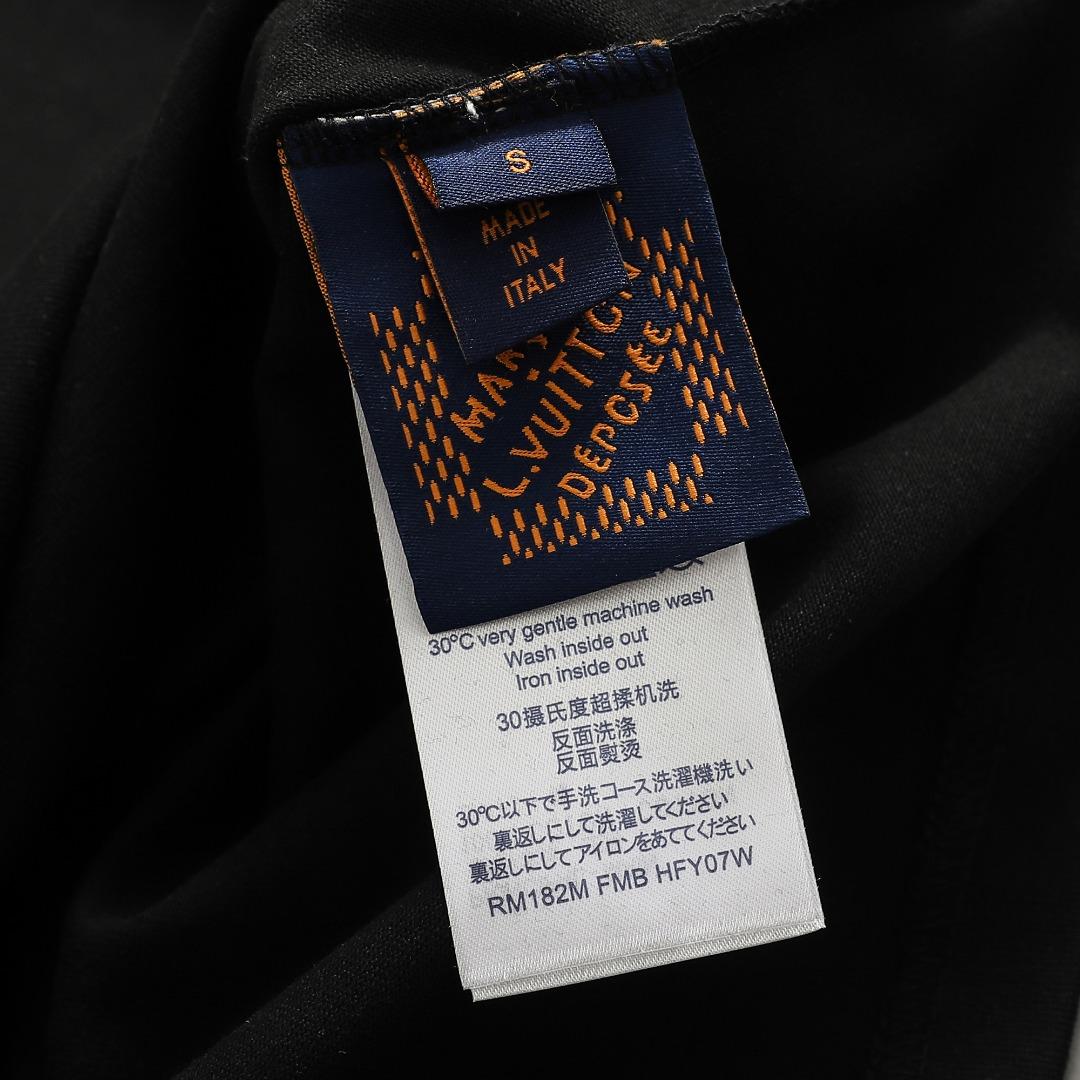 S
MADE
IN
ITALY
L.VUITTON
DEPOSÉE
30°C very gentle machine wash
Wash inside out
Iron inside out
30摄氏度超揉机洗
反面洗涤
反面熨烫
30℃以下で手洗コース洗濯機洗い
裏返しにして洗濯してください
裏返しにしてアイロンをあててください
RM182M FMB HFY07W